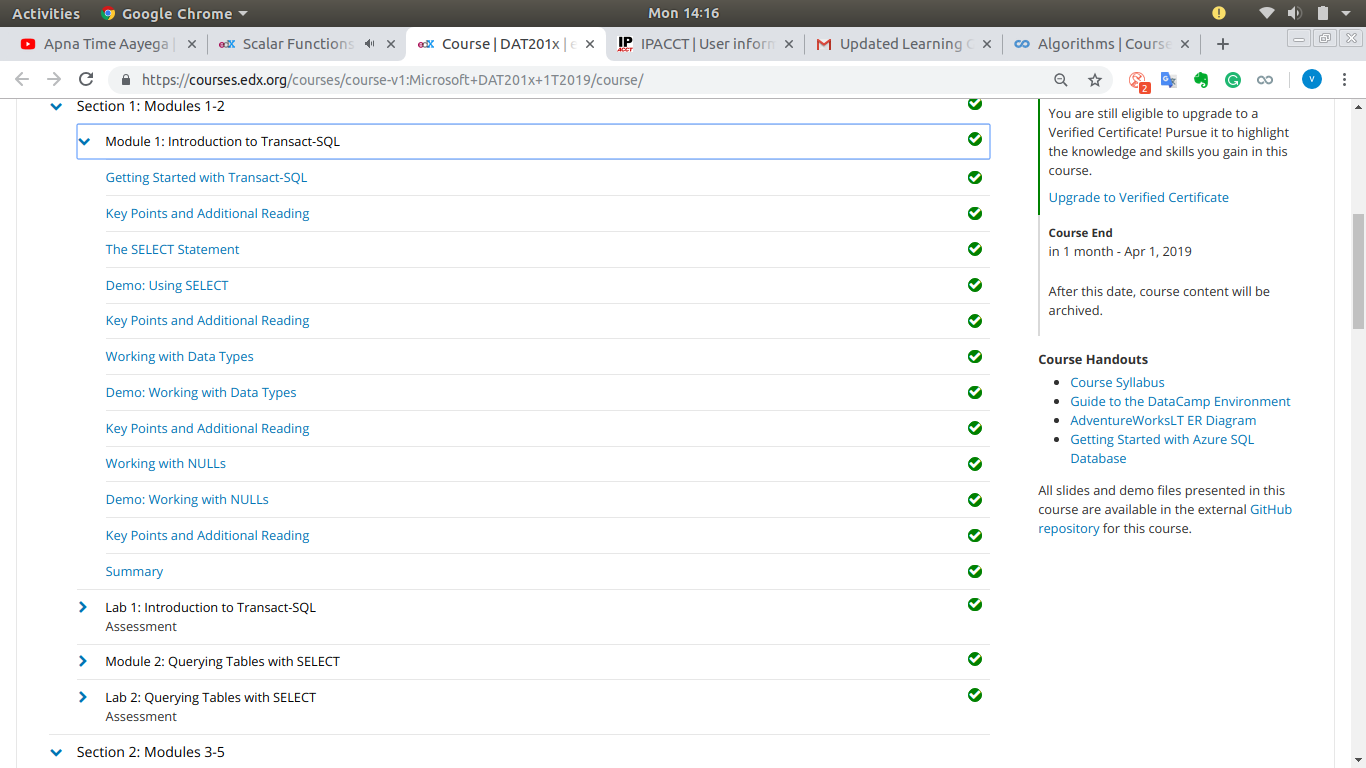 Activities Google Chrome Mon 14:16
Apna Time Aayega | Scalar Functions Course | DAT201x | e IPACCT | User inform Updated Learning C Algorithms | Course
https://courses.edx.org/courses/course-v1:Microsoft+DAT201x+1T2019/course/ 2 V
Section 1: Modules 1-2
Module 1: Introduction to Transact-SQL
Getting Started with Transact-SQL
Key Points and Additional Reading
The SELECT Statement
Demo: Using SELECT
Key Points and Additional Reading
Working with Data Types
Demo: Working with Data Types
Key Points and Additional Reading
Working with NULLs
Demo: Working with NULLs
Key Points and Additional Reading
Summary
Lab 1: Introduction to Transact-SQL
Assessment
Module 2: Querying Tables with SELECT
Lab 2: Querying Tables with SELECT
Assessment
Section 2: Modules 3-5
You are still eligible to upgrade to a
Verified Certificate! Pursue it to highlight
the knowledge and skills you gain in this
course.
Upgrade to Verified Certificate
Course End
in 1 month - Apr 1, 2019
After this date, course content will be
archived.
Course Handouts
Course Syllabus
Guide to the DataCamp Environment
AdventureWorksLT ER Diagram
Getting Started with Azure SQL
Database
All slides and demo files presented in this
course are available in the external GitHub
repository for this course.